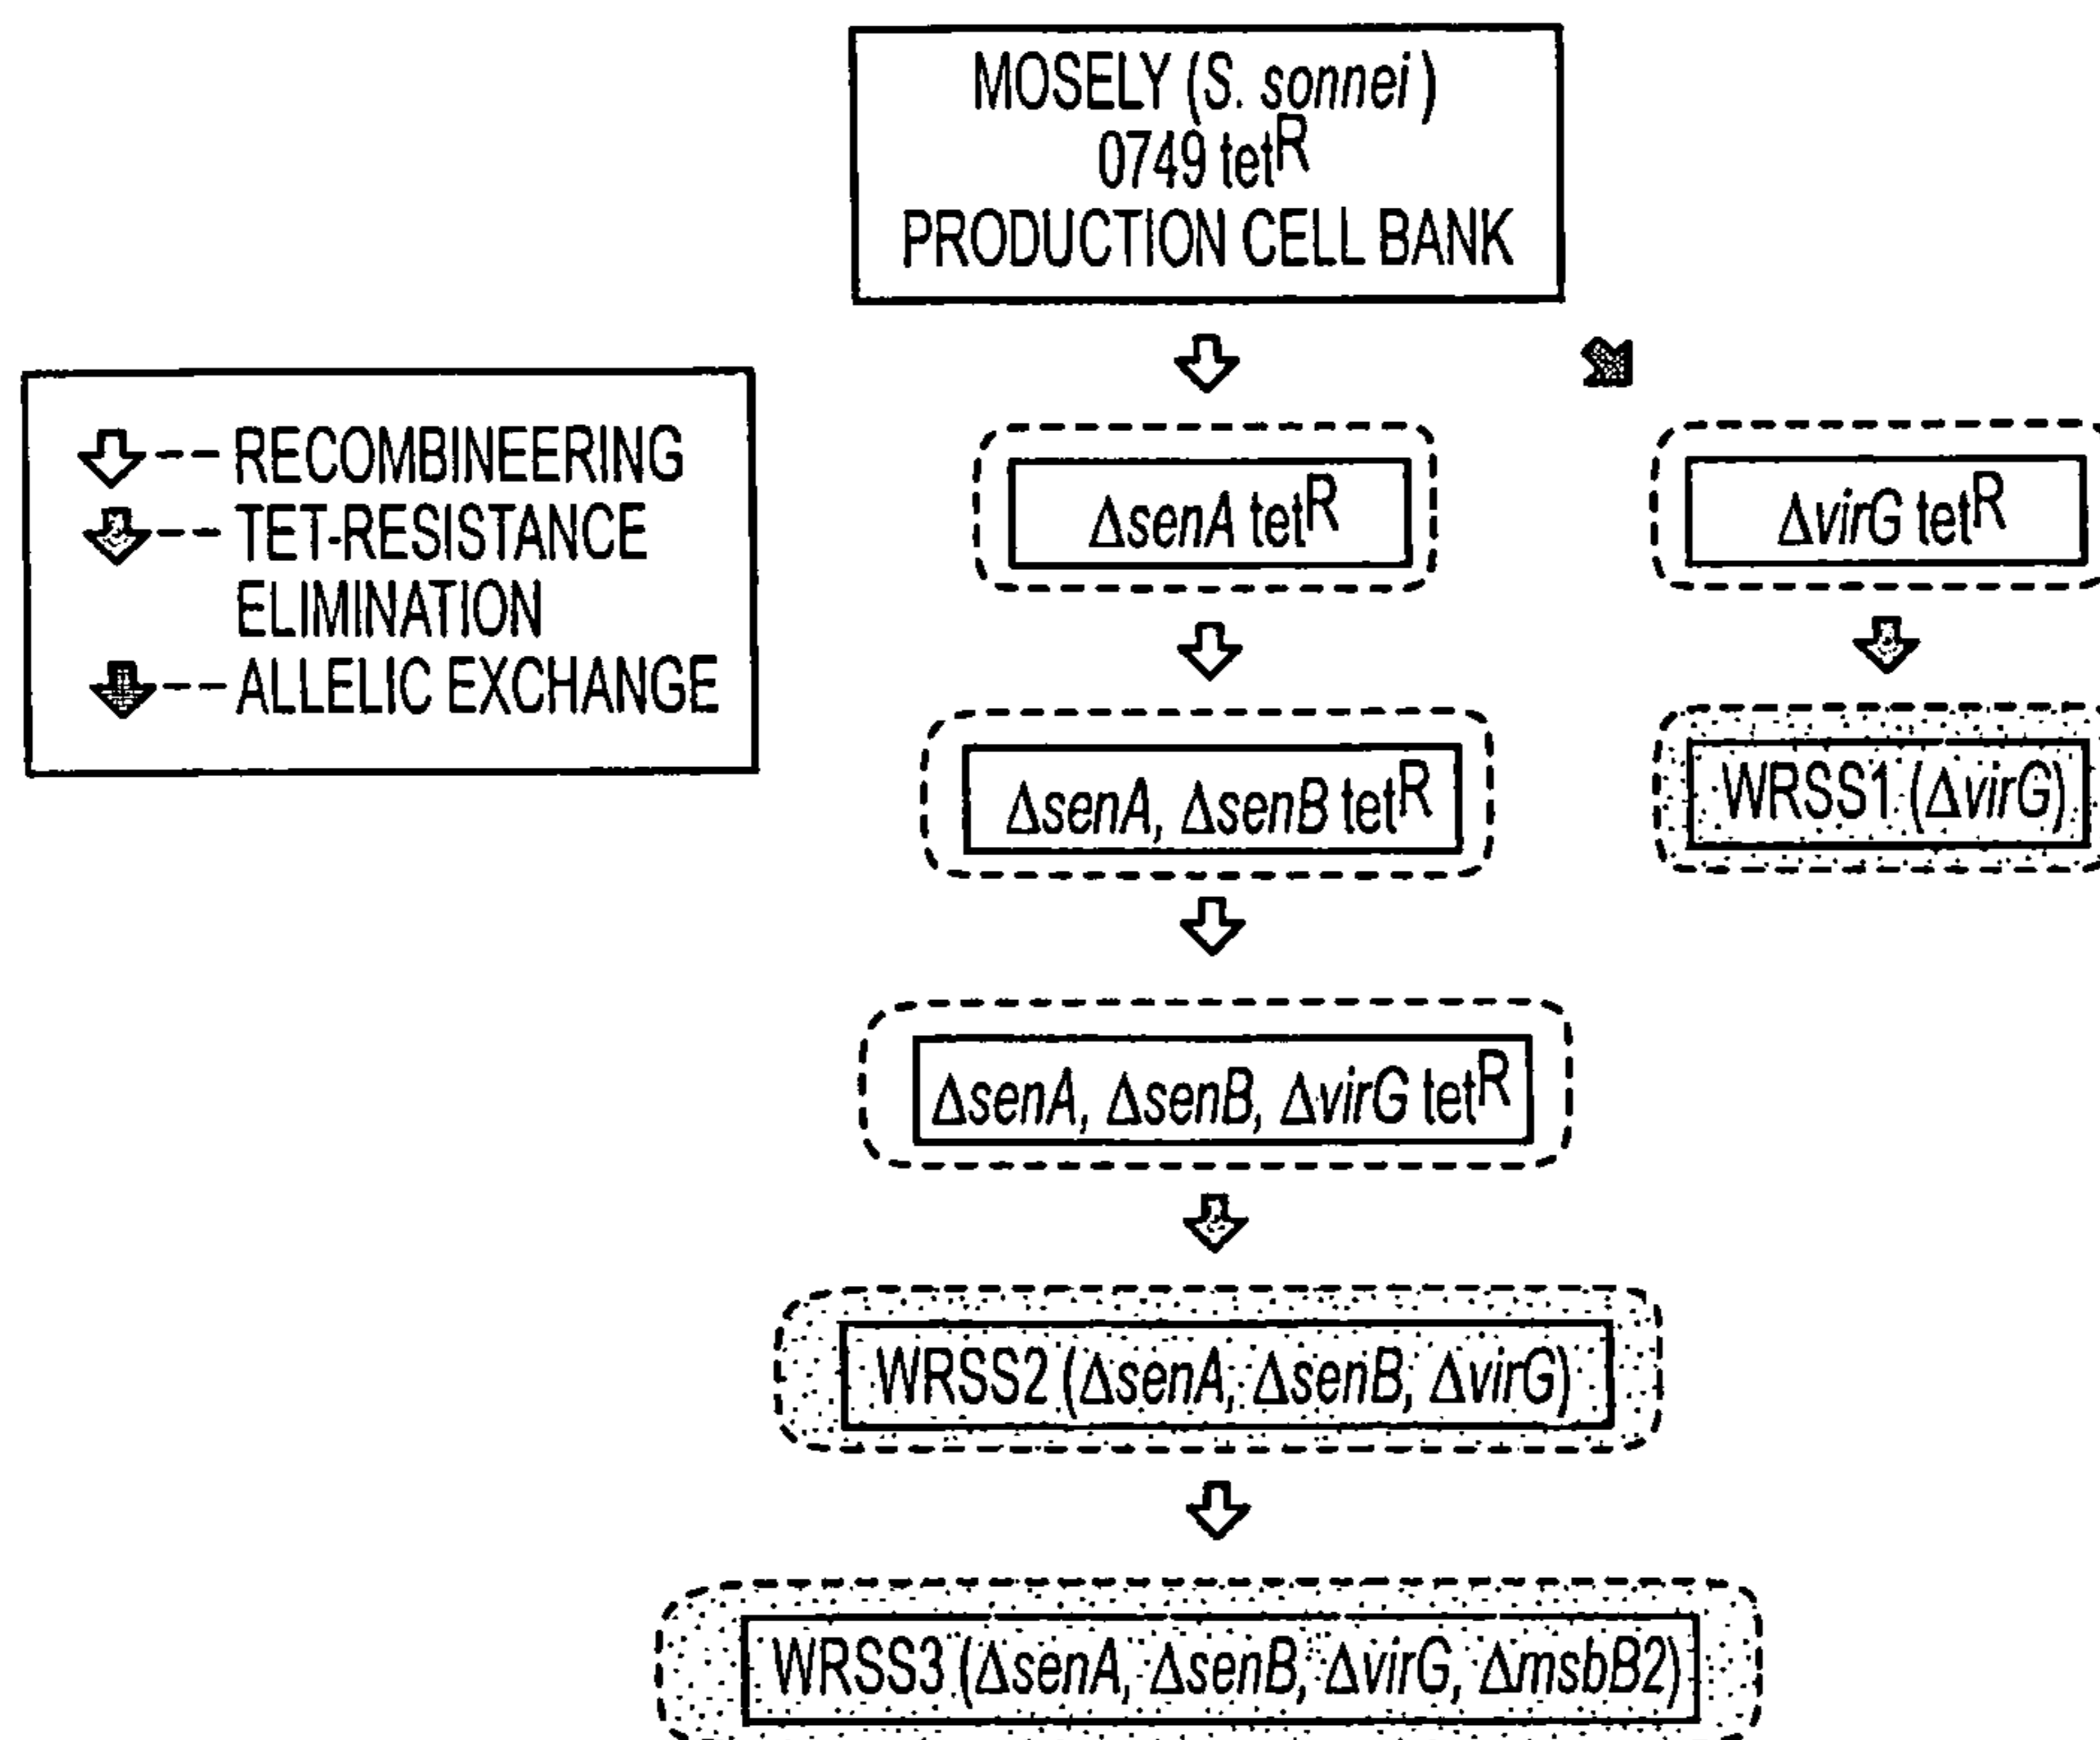 MOSELY (S. sonnei)
0749 tetR
PRODUCTION CELL BANK
RECOMBINEERING
TET-RESISTANCE
ELIMINATION
ALLELIC EXCHANGE
ΔsenA tetR
ΔvirG tetR
ΔsenA, ΔsenB tetR
WRSS1 (ΔvirG)
ΔsenA, ΔsenB, ΔvirG tetR
WRSS2 (ΔsenA, ΔsenB, ΔvirG)
WRSS3 (ΔsenA, ΔsenB, ΔvirG, ΔmsbB2)